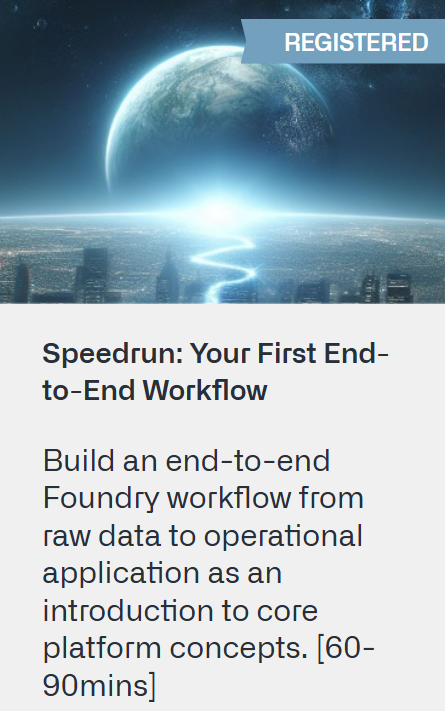 REGISTERED
Speedrun: Your First End-
to-End Workflow
Build an end-to-end
Foundry workflow from
raw data to operational
application as an
introduction to core
platform concepts. [60-
90mins]